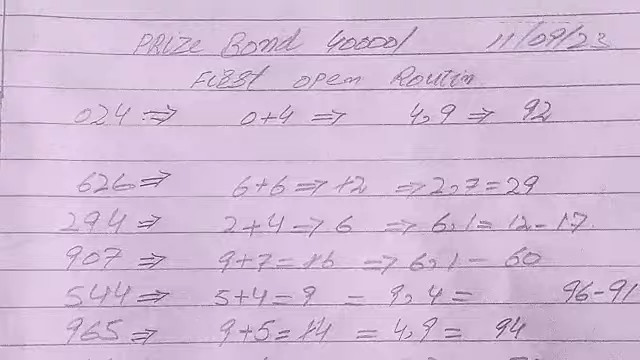 PRIZE Bond 40000/ 11/09/23
First open Routin
024 ⇒ 0+4 ⇒ 4,9 ⇒ 92
626 ⇒ 6+6 ⇒ 12 ⇒ 2,7 = 29
294 ⇒ 2+4 ⇒ 6 ⇒ 6,1 = 12-17
907 ⇒ 9+7 = 16 ⇒ 6,1 - 60
544 ⇒ 5+4 = 9 = 9,4 = 96-91
965 ⇒ 9+5 = 14 = 4,9 = 94